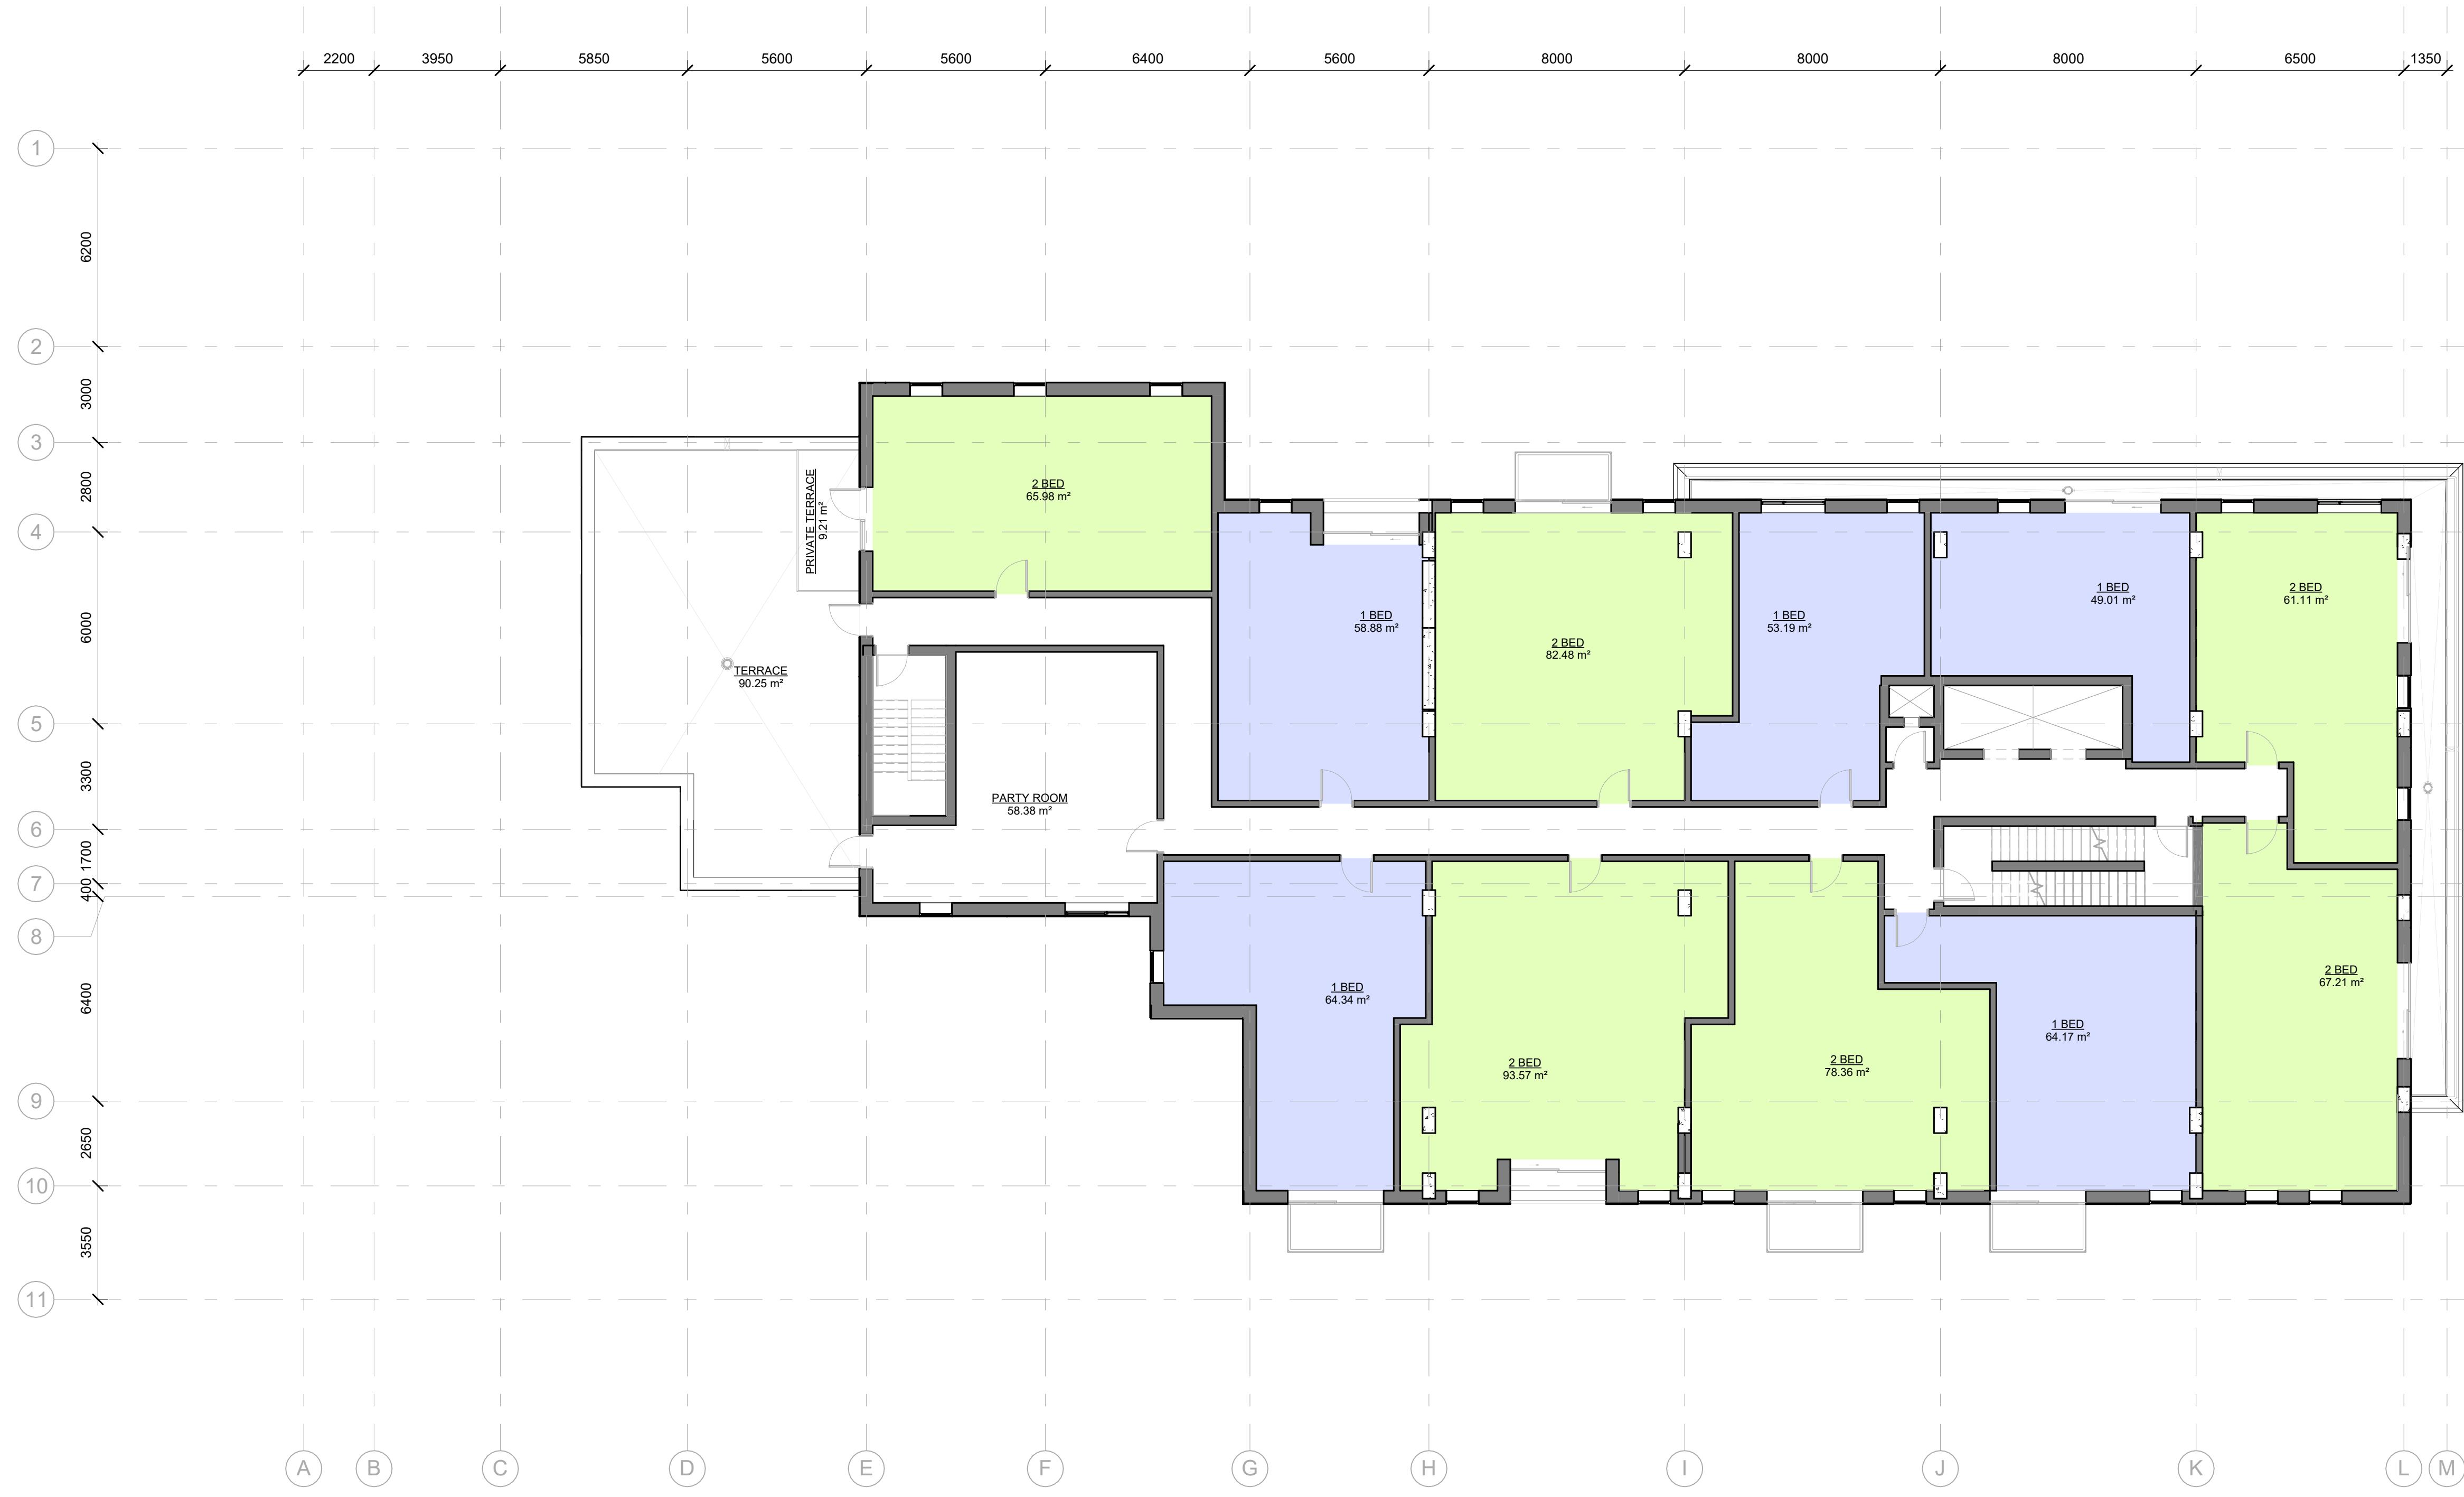 2200 3950 5850 5600 5600 6400 5600 8000 8000 8000 6500 1350
1
6200
2
3000
3
2800
4
6000
5
3300
6
1700
7
400
8
6400
9
2650
10
3550
11
2 BED
65.98 m²
PRIVATE TERRACE
9.21 m²
TERRACE
90.25 m²
PARTY ROOM
58.38 m²
1 BED
58.88 m²
2 BED
82.48 m²
1 BED
53.19 m²
1 BED
49.01 m²
2 BED
61.11 m²
1 BED
64.34 m²
2 BED
93.57 m²
2 BED
78.36 m²
1 BED
64.17 m²
2 BED
67.21 m²
A B C D E F G H I J K L M